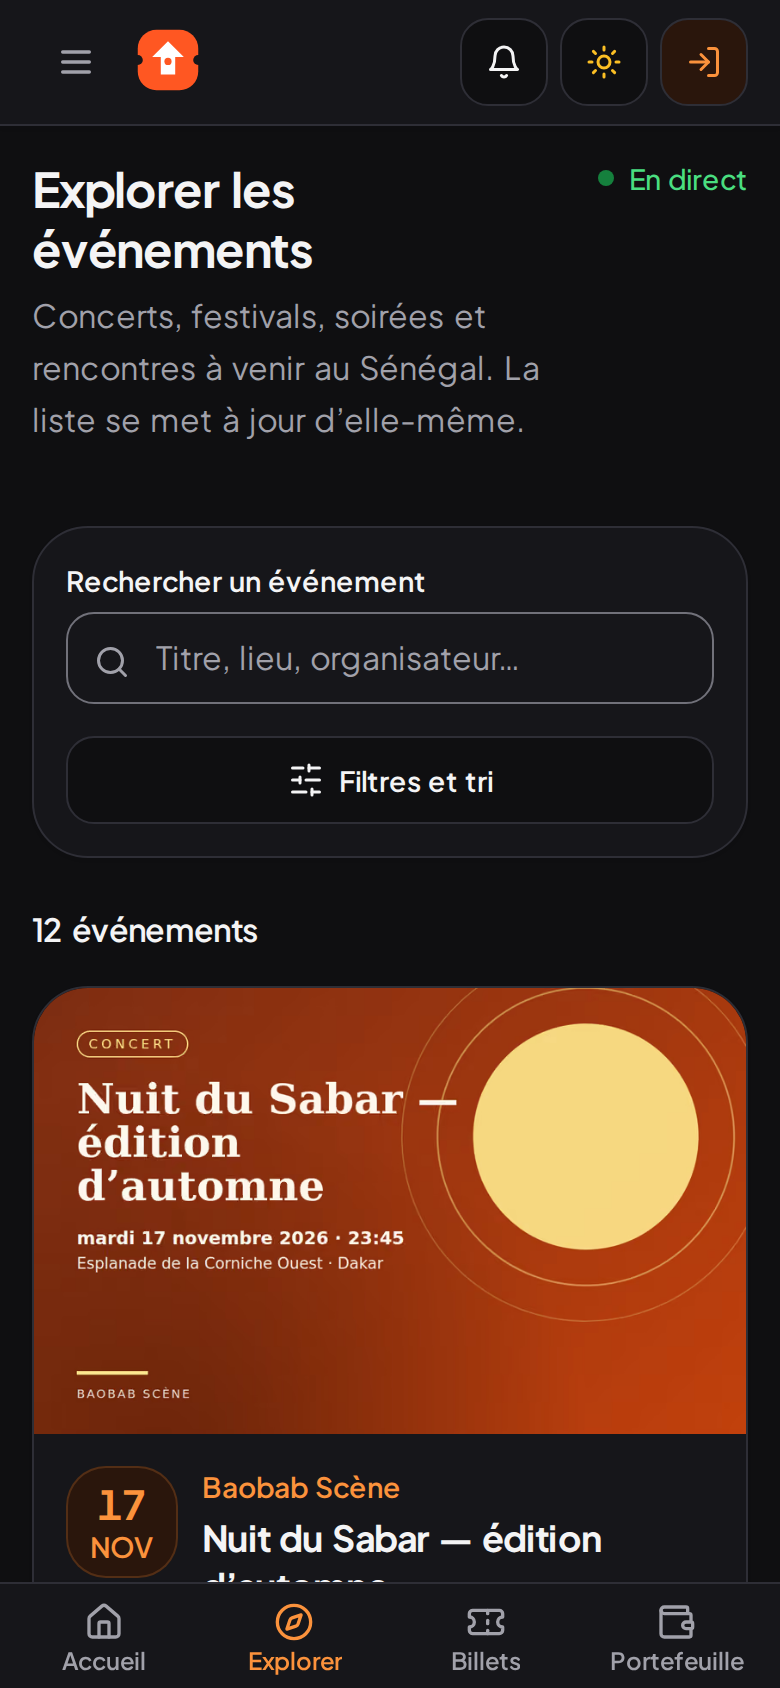 En direct
Explorer les
événements
Concerts, festivals, soirées et
rencontres à venir au Sénégal. La
liste se met à jour d’elle-même.
Rechercher un événement
Titre, lieu, organisateur...
Filtres et tri
12 événements
CONCERT
Nuit du Sabar —
édition
d’automne
mardi 17 novembre 2026 · 23:45
Esplanade de la Corniche Ouest · Dakar
BAOBAB SCÈNE
17
NOV
Baobab Scène
Nuit du Sabar — édition
d’automne
Accueil
Explorer
Billets
Portefeuille